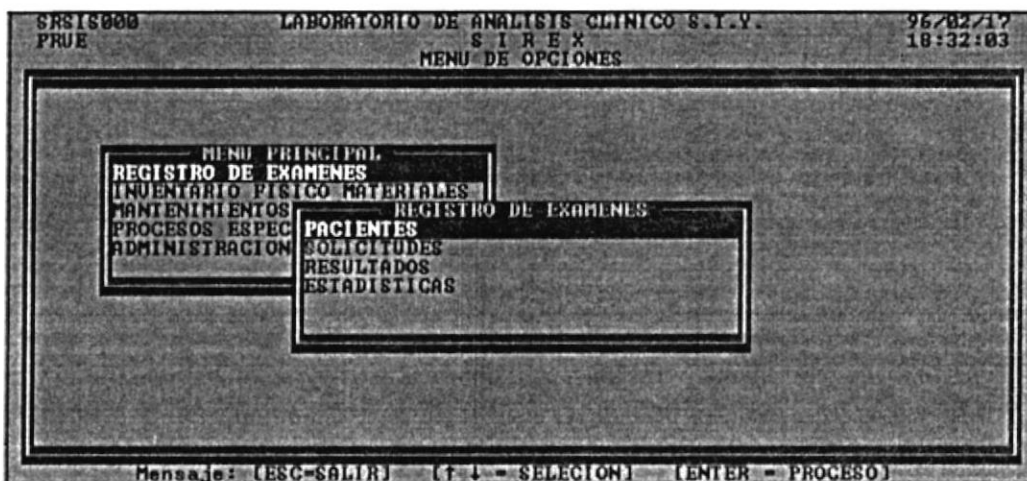 SRSIS000 LABORATORIO DE ANALISIS CLINICO S.T.Y. 96/02/17
PRUE S I R E X 18:32:03
MENU DE OPCIONES
MENU PRINCIPAL
REGISTRO DE EXAMENES
INVENTARIO FISICO MATERIALES
MANTENIMIENTOS
PROCESOS ESPEC
ADMINISTRACION
REGISTRO DE EXAMENES
PACIENTES
SOLICITUDES
RESULTADOS
ESTADISTICAS
Mensaje: [ESC=SALIR] [↑ ↓ = SELECION] [ENTER = PROCESO]